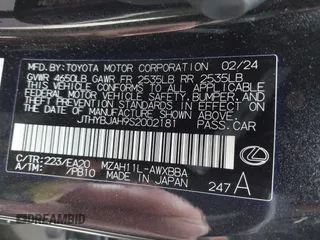 MFD. BY: TOYOTA MOTOR CORPORATION 02/24
GVWR 4650LB GAWR FR 2535LB RR 2535LB
THIS VEHICLE CONFORMS TO ALL APPLICABLE
FEDERAL MOTOR VEHICLE SAFETY, BUMPER, AND
THEFT PREVENTION STANDARDS IN EFFECT ON
THE DATE OF MANUFACTURE SHOWN ABOVE.
PASS.CAR
C/TR: 223/EA20 MZAH11L-AWXBBA
A/TM: /PB10 MADE IN JAPAN
247 A
DREAMBID